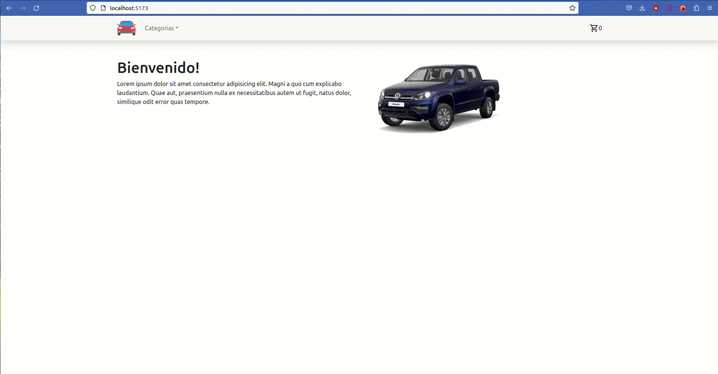 localhost:5173
Categorias
0
Bienvenido!
Lorem ipsum dolor sit amet consectetur adipisicing elit. Magni a quo cum explicabo
laudantium. Quae aut, praesentium nulla ex necessitatibus autem ut fugit, natus dolor,
similique odit error quas tempore.